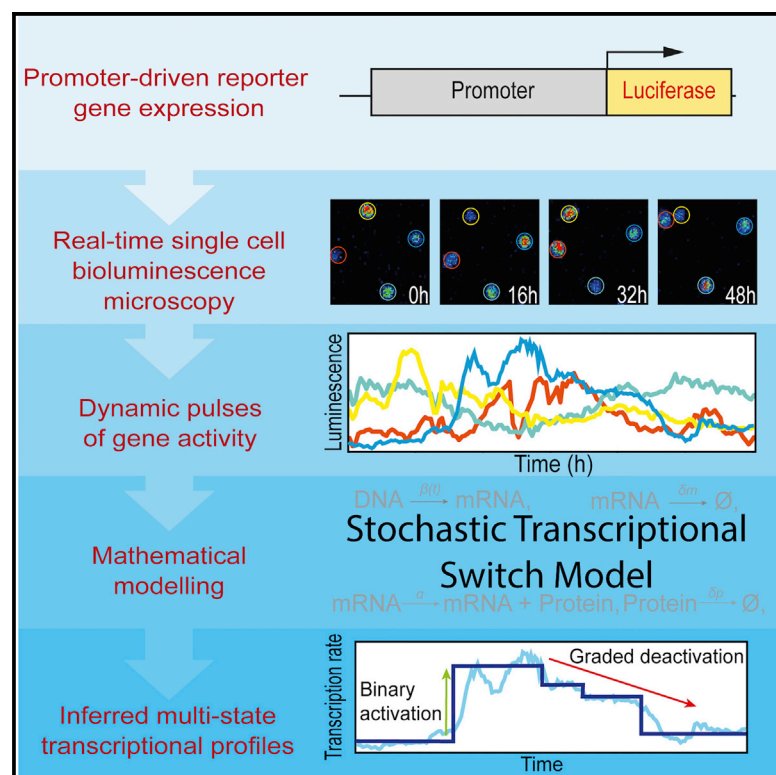 Promoter-driven reporter
gene expression
Promoter
Luciferase
Real-time single cell
bioluminescence
microscopy
0h
16h
32h
48h
Dynamic pulses
of gene activity
Luminescence
Time (h)
Mathematical
modelling
DNA β(t) mRNA, mRNA δm Ø,
Stochastic Transcriptional
Switch Model
mRNA α mRNA + Protein, Protein δp Ø,
Inferred multi-state
transcriptional profiles
Transcription rate
Binary
activation
Graded deactivation
Time